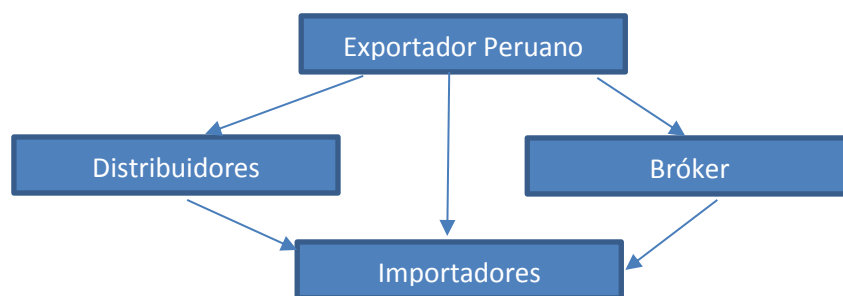 Exportador Peruano
Distribuidores
Bróker
Importadores